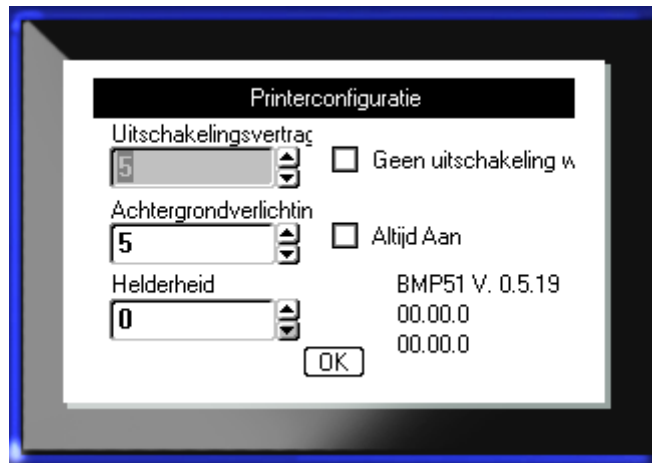 Printerconfiguratie
Uitschakelingsvertrag
5
Geen uitschakeling w
Achtergrondverlichtin
5
Altijd Aan
Helderheid
0
BMP51 V. 0.5.19
00.00.0
00.00.0
OK